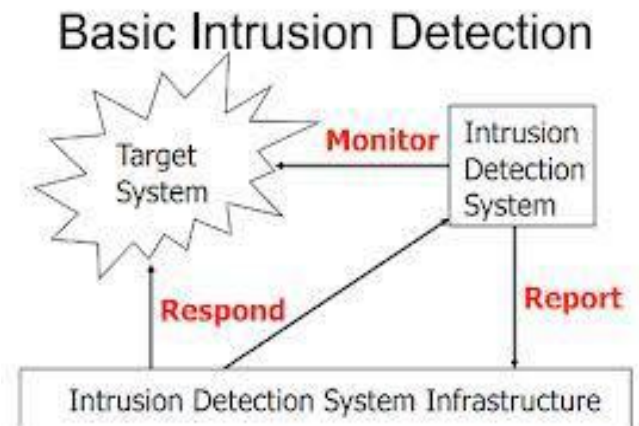 Basic Intrusion Detection
Target
System
Monitor
Intrusion
Detection
System
Respond
Report
Intrusion Detection System Infrastructure